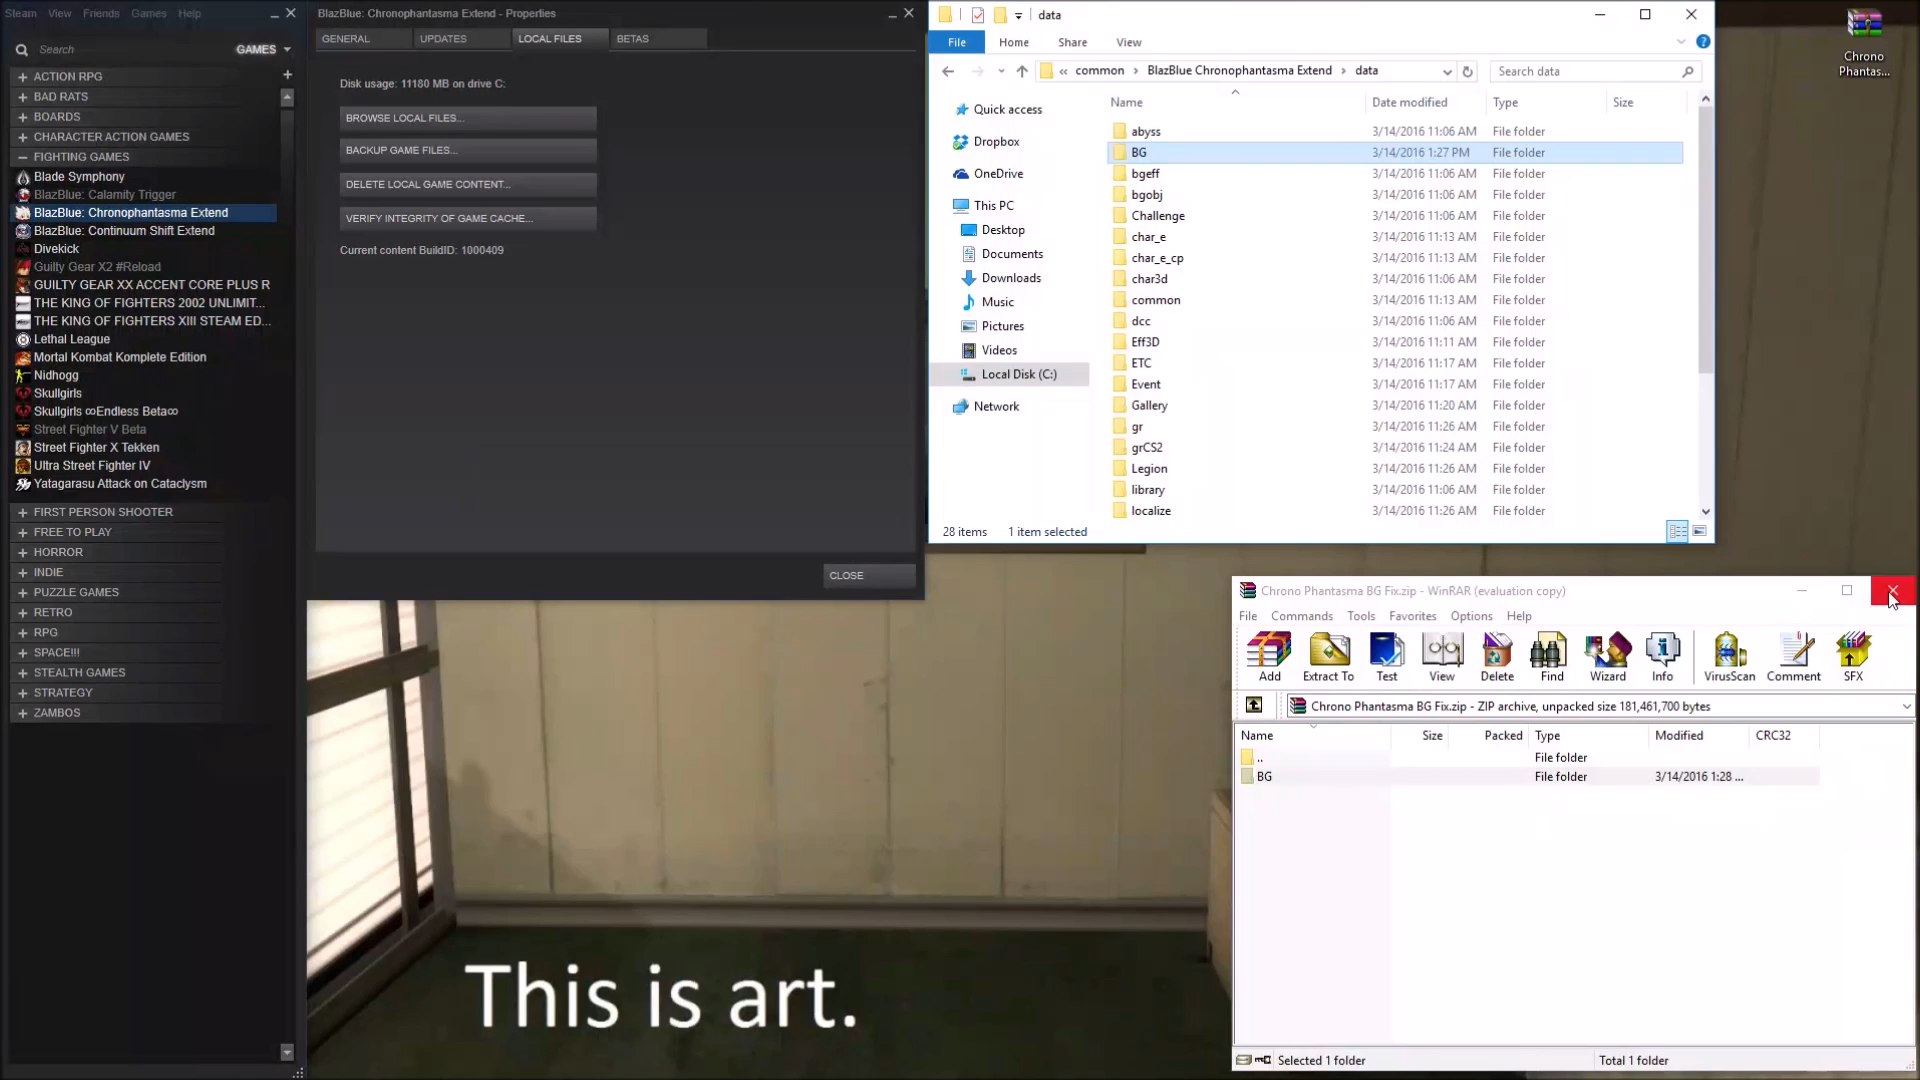 Steam View Friends Games Help
Search GAMES
ACTION RPG
BAD RATS
BOARDS
CHARACTER ACTION GAMES
FIGHTING GAMES
Blade Symphony
BlazBlue: Calamity Trigger
BlazBlue: Chronophantasma Extend
BlazBlue: Continuum Shift Extend
Divekick
Guilty Gear X2 #Reload
GUILTY GEAR XX ACCENT CORE PLUS R
THE KING OF FIGHTERS 2002 UNLIMIT...
THE KING OF FIGHTERS XIII STEAM ED...
Lethal League
Mortal Kombat Komplete Edition
Nidhogg
Skullgirls
Skullgirls ∞Endless Beta∞
Street Fighter V Beta
Street Fighter X Tekken
Ultra Street Fighter IV
Yatagarasu Attack on Cataclysm
FIRST PERSON SHOOTER
FREE TO PLAY
HORROR
INDIE
PUZZLE GAMES
RETRO
RPG
SPACE!!!
STEALTH GAMES
STRATEGY
ZAMBOS
BlazBlue: Chronophantasma Extend - Properties
GENERAL UPDATES LOCAL FILES BETAS
Disk usage: 11180 MB on drive C:
BROWSE LOCAL FILES...
BACKUP GAME FILES...
DELETE LOCAL GAME CONTENT...
VERIFY INTEGRITY OF GAME CACHE...
Current content BuildID: 1000409
CLOSE
data
File Home Share View
« common > BlazBlue Chronophantasma Extend > data
Search data
Quick access
Dropbox
OneDrive
This PC
Desktop
Documents
Downloads
Music
Pictures
Videos
Local Disk (C:)
Network
Name Date modified Type Size
abyss 3/14/2016 11:06 AM File folder
BG 3/14/2016 1:27 PM File folder
bgeff 3/14/2016 11:06 AM File folder
bgobj 3/14/2016 11:06 AM File folder
Challenge 3/14/2016 11:06 AM File folder
char_e 3/14/2016 11:13 AM File folder
char_e_cp 3/14/2016 11:13 AM File folder
char3d 3/14/2016 11:06 AM File folder
common 3/14/2016 11:13 AM File folder
dcc 3/14/2016 11:06 AM File folder
Eff3D 3/14/2016 11:11 AM File folder
ETC 3/14/2016 11:17 AM File folder
Event 3/14/2016 11:17 AM File folder
Gallery 3/14/2016 11:20 AM File folder
gr 3/14/2016 11:26 AM File folder
grCS2 3/14/2016 11:24 AM File folder
Legion 3/14/2016 11:26 AM File folder
library 3/14/2016 11:06 AM File folder
localize 3/14/2016 11:26 AM File folder
28 items 1 item selected
Chrono
Phantas...
Chrono Phantasma BG Fix.zip - WinRAR (evaluation copy)
File Commands Tools Favorites Options Help
Add Extract To Test View Delete Find Wizard Info VirusScan Comment SFX
Chrono Phantasma BG Fix.zip - ZIP archive, unpacked size 181,461,700 bytes
Name Size Packed Type Modified CRC32
.. File folder
BG File folder 3/14/2016 1:28 ...
Selected 1 folder Total 1 folder
This is art.